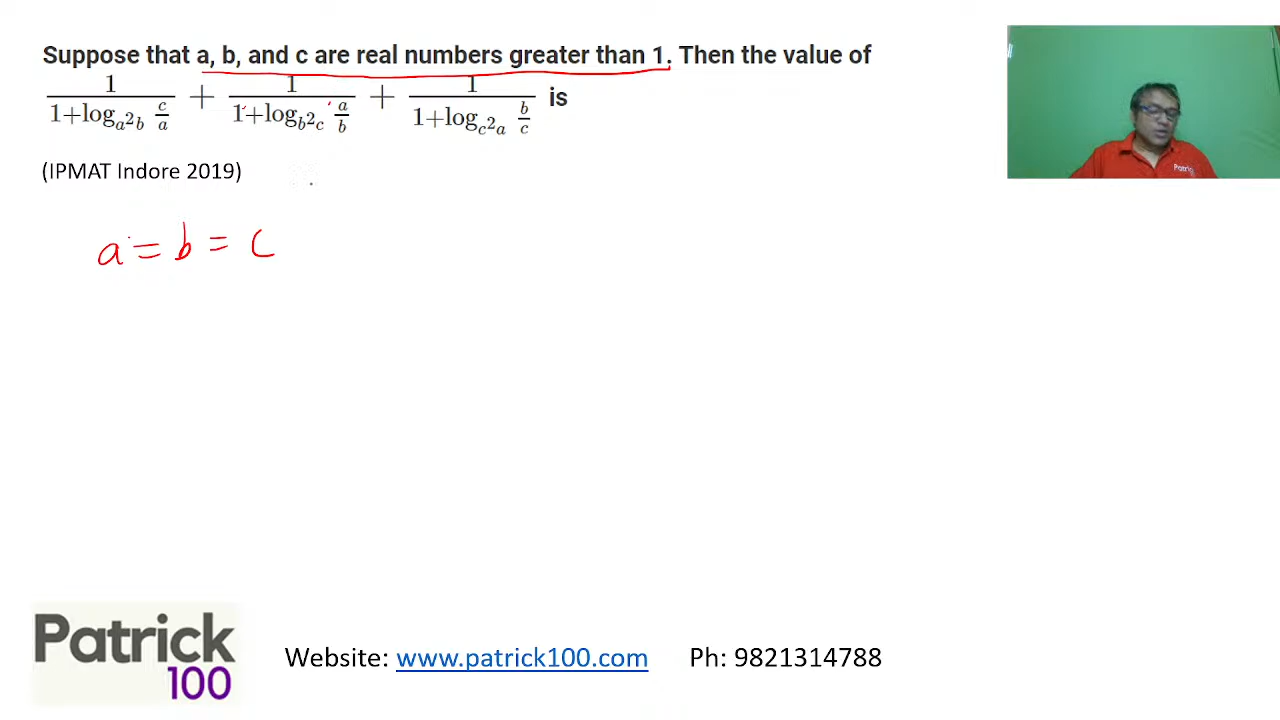 Suppose that a, b, and c are real numbers greater than 1. Then the value of
1/(1+log_{a²b} c/a) + 1/(1+log_{b²c} a/b) + 1/(1+log_{c²a} b/c) is
(IPMAT Indore 2019)
a = b = c
Patrick
100
Website: www.patrick100.com Ph: 9821314788